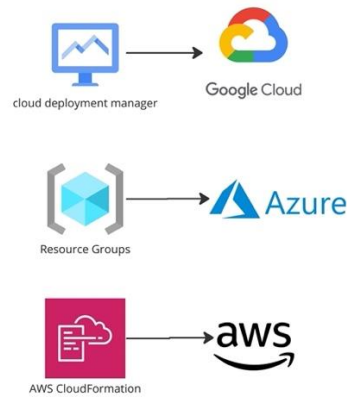 cloud deployment manager
Google Cloud
Resource Groups
Azure
AWS CloudFormation
aws